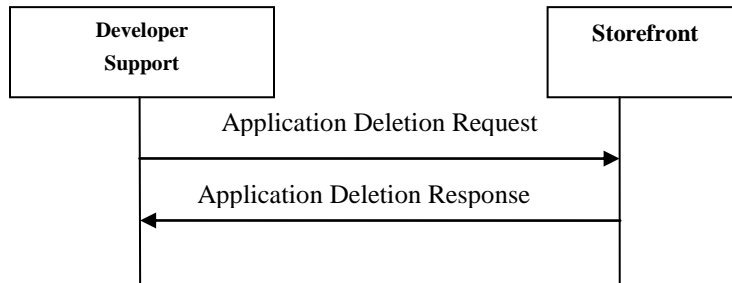 Developer
Support
Storefront
Application Deletion Request
Application Deletion Response